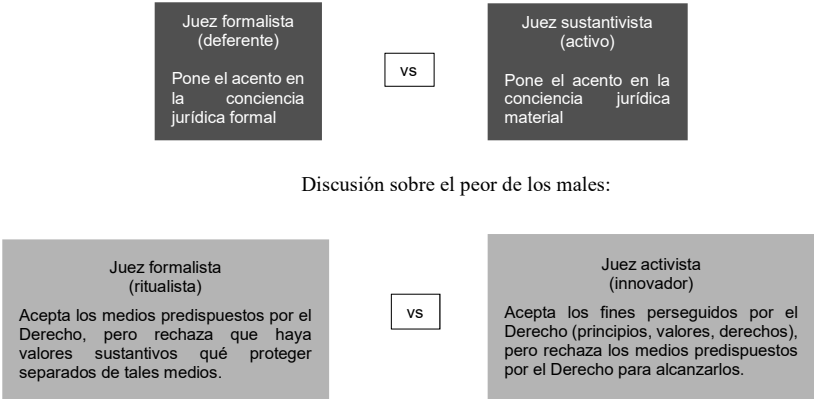 Juez formalista
(deferente)
Pone el acento en
la conciencia
jurídica formal
vs
Juez sustantivista
(activo)
Pone el acento en la
conciencia jurídica
material
Discusión sobre el peor de los males:
Juez formalista
(ritualista)
Acepta los medios predispuestos por el
Derecho, pero rechaza que haya
valores sustantivos qué proteger
separados de tales medios.
vs
Juez activista
(innovador)
Acepta los fines perseguidos por el
Derecho (principios, valores, derechos),
pero rechaza los medios predispuestos
por el Derecho para alcanzarlos.